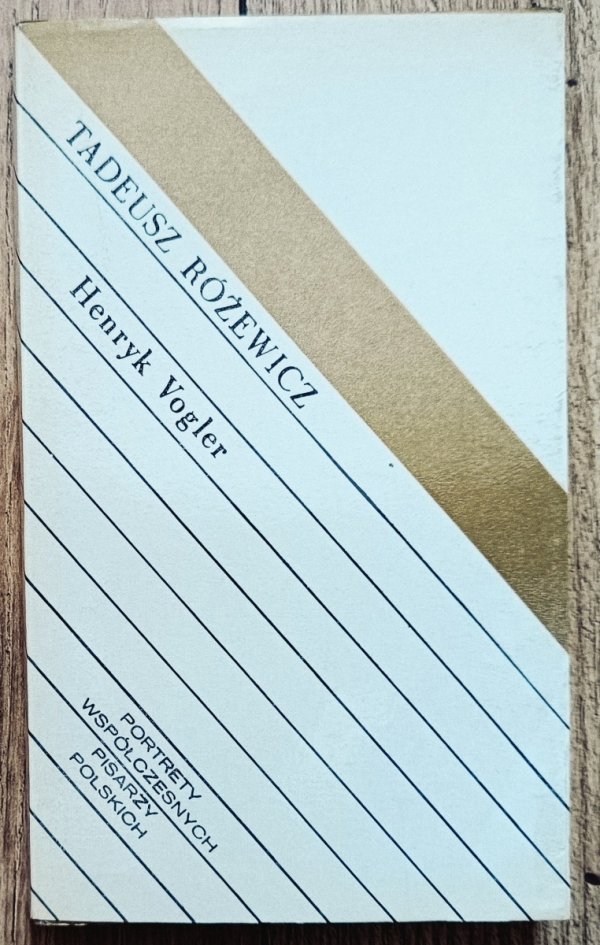 TADEUSZ RÓŻEWICZ
Henryk Vogler
PORTRETY
WSPÓŁCZESNYCH
PISARZY
POLSKICH